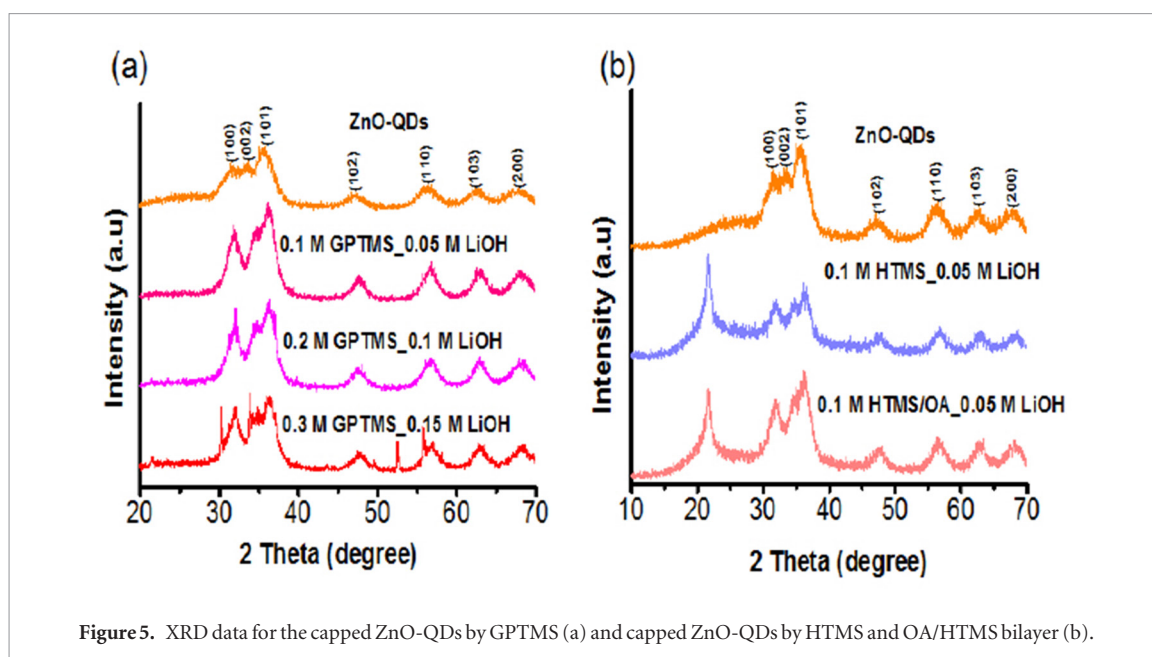 (a)
ZnO-QDs
(100)
(002)
(101)
(102)
(110)
(103)
(200)
0.1 M GPTMS_0.05 M LiOH
0.2 M GPTMS_0.1 M LiOH
0.3 M GPTMS_0.15 M LiOH
Intensity (a.u)
20 30 40 50 60 70
2 Theta (degree)
(b)
ZnO-QDs
(100)
(002)
(101)
(102)
(110)
(103)
(200)
0.1 M HTMS_0.05 M LiOH
0.1 M HTMS/OA_0.05 M LiOH
Intensity (a.u)
10 20 30 40 50 60 70
2 Theta (degree)
Figure 5. XRD data for the capped ZnO-QDs by GPTMS (a) and capped ZnO-QDs by HTMS and OA/HTMS bilayer (b).